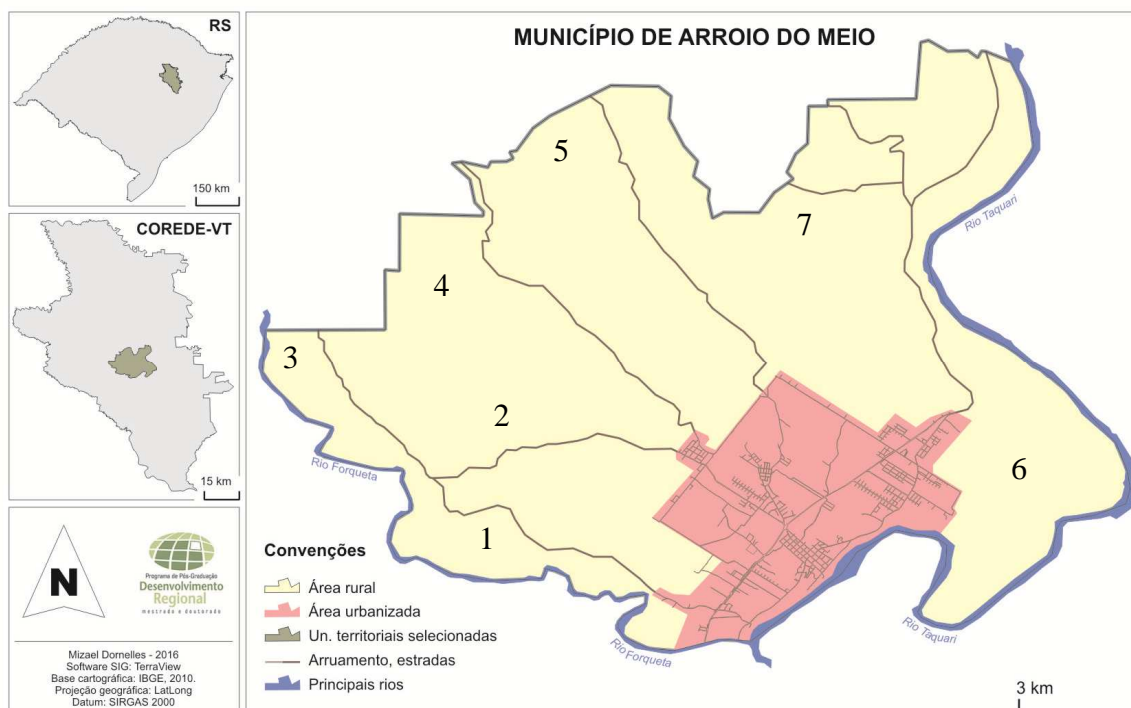 RS
150 km
COREDE-VT
15 km
N
Programa de Pós-Graduação
Desenvolvimento
Regional
mestrado e doutorado
Mizael Dornelles - 2016
Software SIG: TerraView
Base cartográfica: IBGE, 2010.
Projeção geográfica: LatLong
Datum: SIRGAS 2000
MUNICÍPIO DE ARROIO DO MEIO
5
7
Rio Taquari
4
3
2
Rio Forqueta
6
1
Convenções
Área rural
Área urbanizada
Un. territoriais selecionadas
Arruamento, estradas
Principais rios
Rio Forqueta
Rio Taquari
3 km